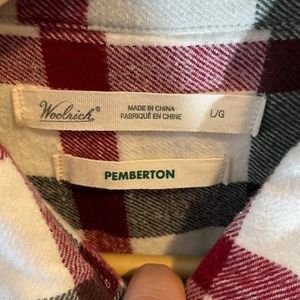 Woolrich®
MADE IN CHINA
FABRIQUÉ EN CHINE
L/G
PEMBERTON